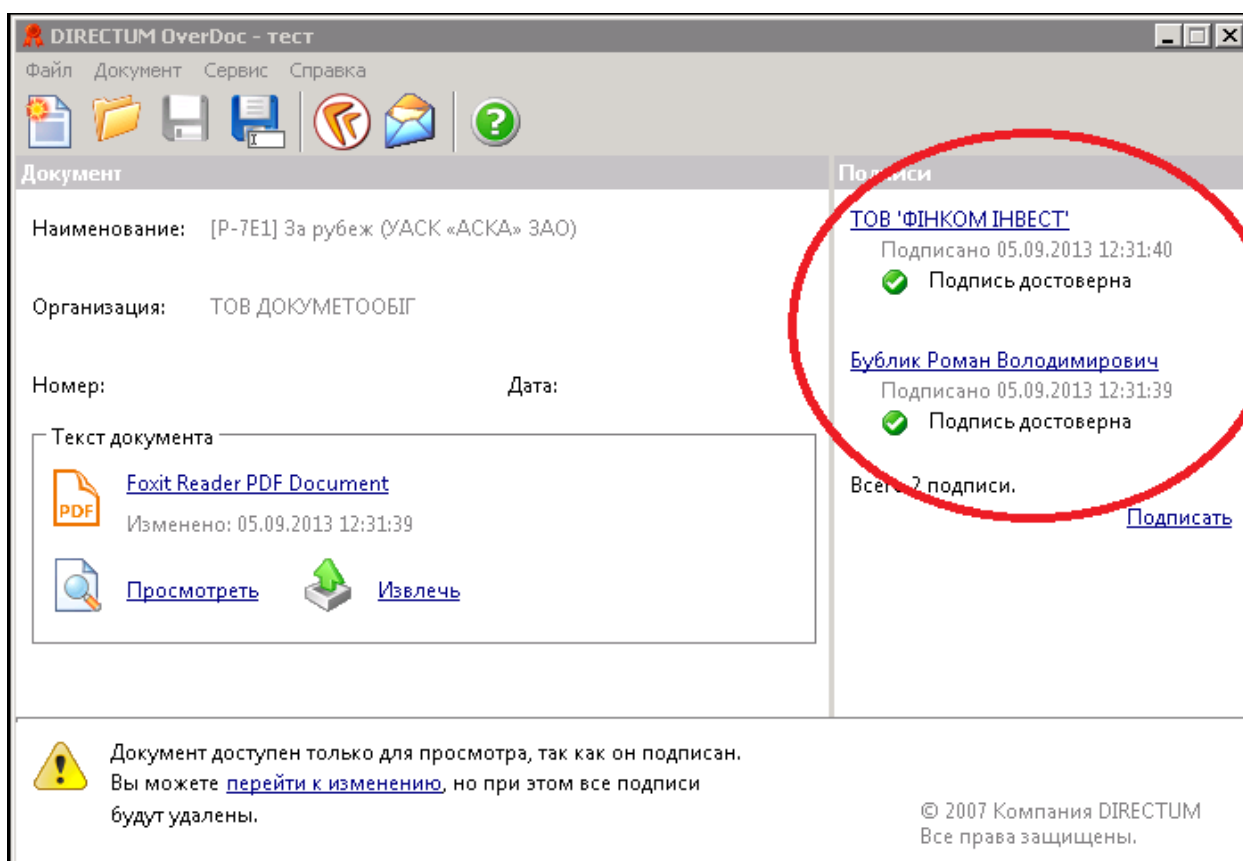 DIRECTUM OverDoc - тест
Файл Документ Сервис Справка
Документ
Наименование: [Р-7Е1] За рубеж (УАСК «АСКА» ЗАО)
Организация: ТОВ ДОКУМЕТООБІГ
Номер: Дата:
Текст документа
Foxit Reader PDF Document
PDF
Изменено: 05.09.2013 12:31:39
Просмотреть Извлечь
Подписи
ТОВ 'ФІНКОМ ІНВЕСТ'
Подписано 05.09.2013 12:31:40
Подпись достоверна
Бублик Роман Володимирович
Подписано 05.09.2013 12:31:39
Подпись достоверна
Всего 2 подписи.
Подписать
Документ доступен только для просмотра, так как он подписан.
Вы можете перейти к изменению, но при этом все подписи
будут удалены.
© 2007 Компания DIRECTUM
Все права защищены.